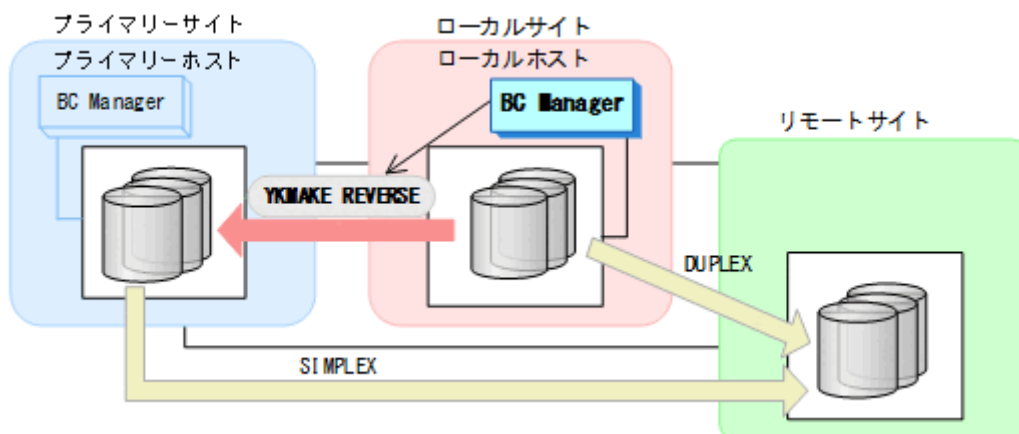 プライマリーサイト
ローカルサイト
プライマリーホスト
ローカルホスト
BC Manager
BC Manager
リモートサイト
YKMAKE REVERSE
DUPLEX
SIMPLEX